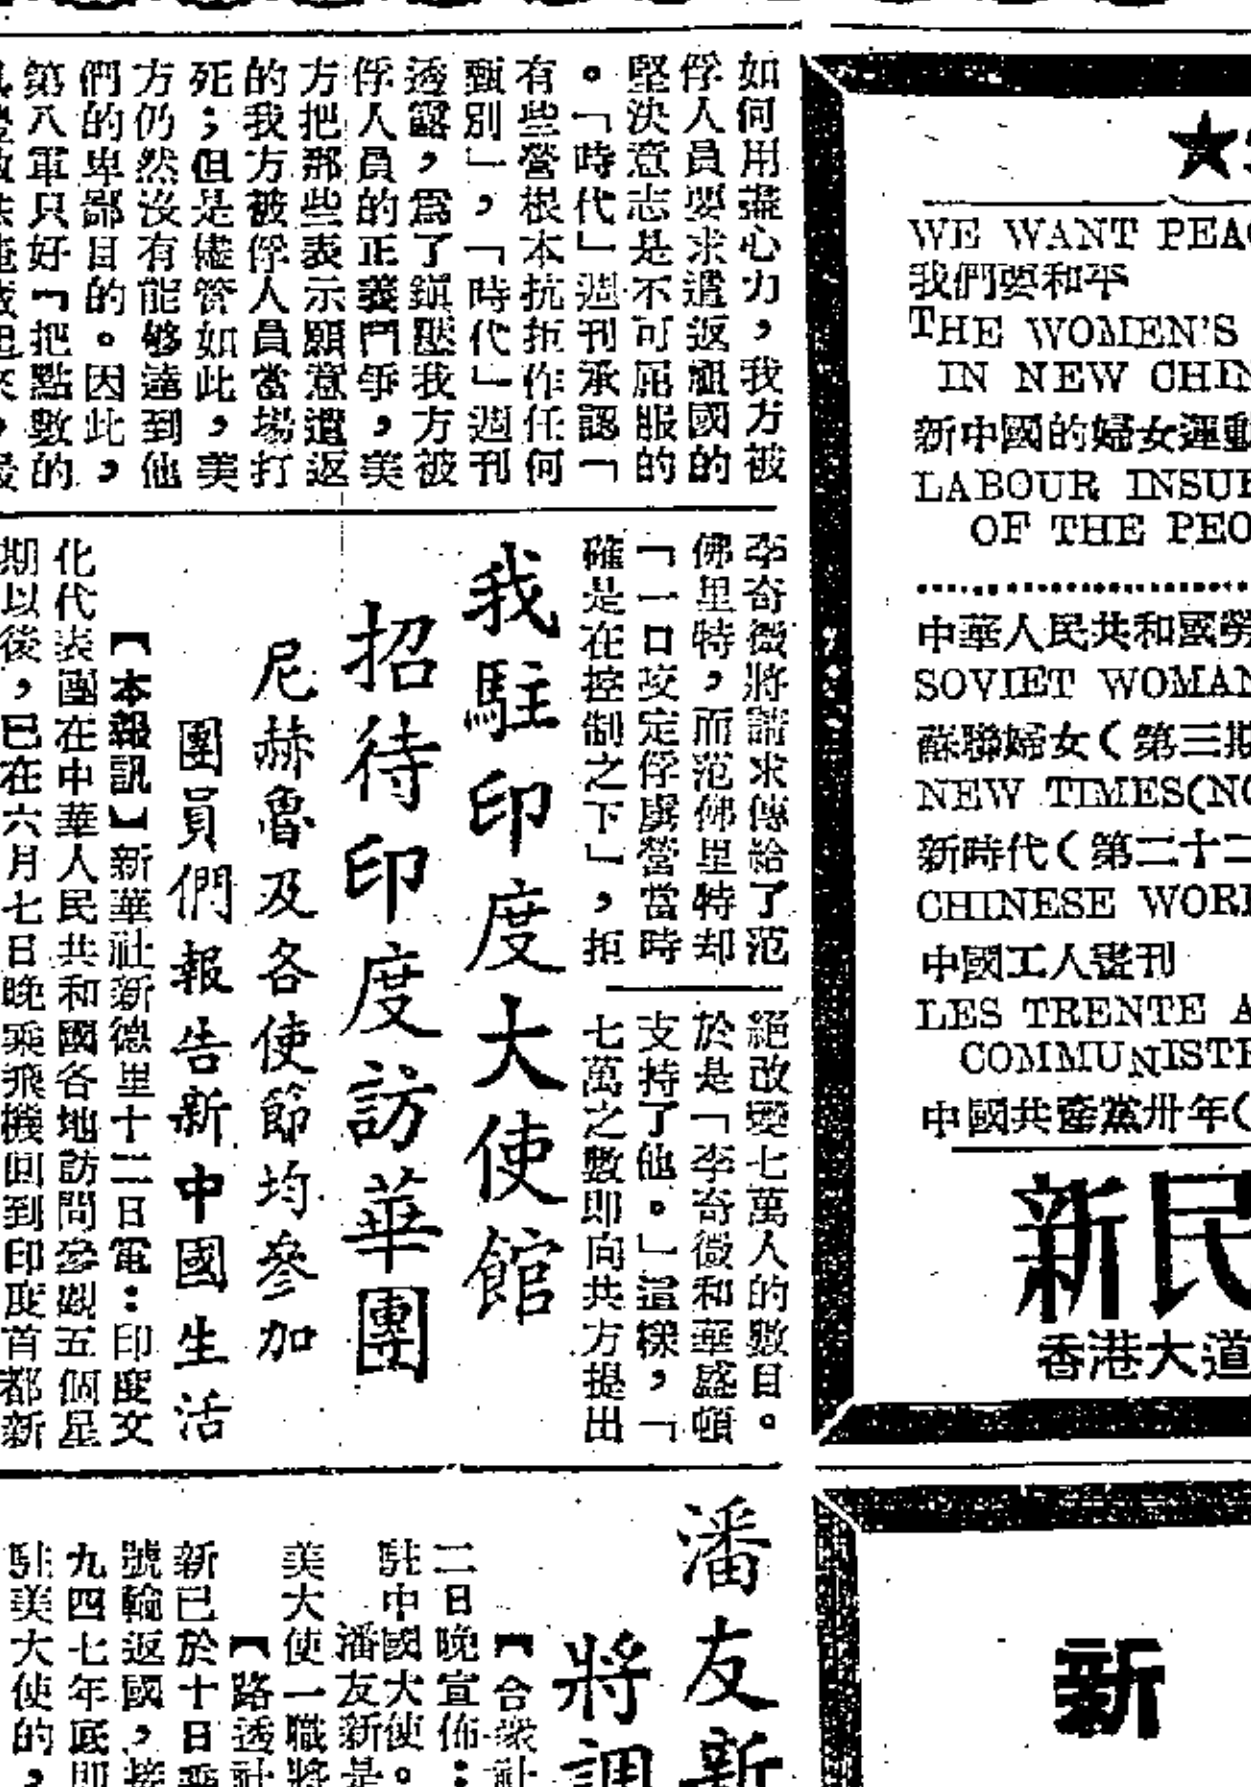 如何用盡心力，我方被
俘人員要求遣返祖國的
堅決意志是不可屈服的
。「時代」週刊承認「
有些營根本抗拒作任何
甄別」，「時代」週刊
透露，爲了鎭壓我方被
俘人員的正義鬥爭，美
方把那些表示願意遣返
的我方被俘人員當場打
死；但是儘管如此，美
方仍然沒有能够達到他
們的卑鄙目的。因此，
第八軍只好「把點數的
李奇微將請求傳給了范
佛里特，而范佛里特却
「一口咬定俘虜營當時
確是在控制之下」，拒
絕改變七萬人的數目。
於是「李奇微和華盛頓
支持了他。」這樣，「
七萬之數即向共方提出
我駐印度大使館
招待印度訪華團
尼赫魯及各使節均參加
團員們報告新中國生活
【本報訊】新華社新德里十二日電：印度文
化代表團在中華人民共和國各地訪問參觀五個星
期以後，已在六月七日晚乘飛機回到印度首都新
潘友新
將調
【合衆社
二日晚宣佈：
駐中國大使。
潘友新是
美大使一職將
【路透社
新已於十日乘
號輪返國，接
九四七年底即
駐美大使的，
★
WE WANT PEA
我們要和平
THE WOMEN'S
IN NEW CHIN
新中國的婦女運動
LABOUR INSUR
OF THE PEO
中華人民共和國勞
SOVIET WOMAN
蘇聯婦女(第三期
NEW TIMES(NO
新時代(第二十二
CHINESE WOR
中國工人畫刊
LES TRENTE A
COMMUNISTE
中國共產黨卅年(
新民
香港大道
新